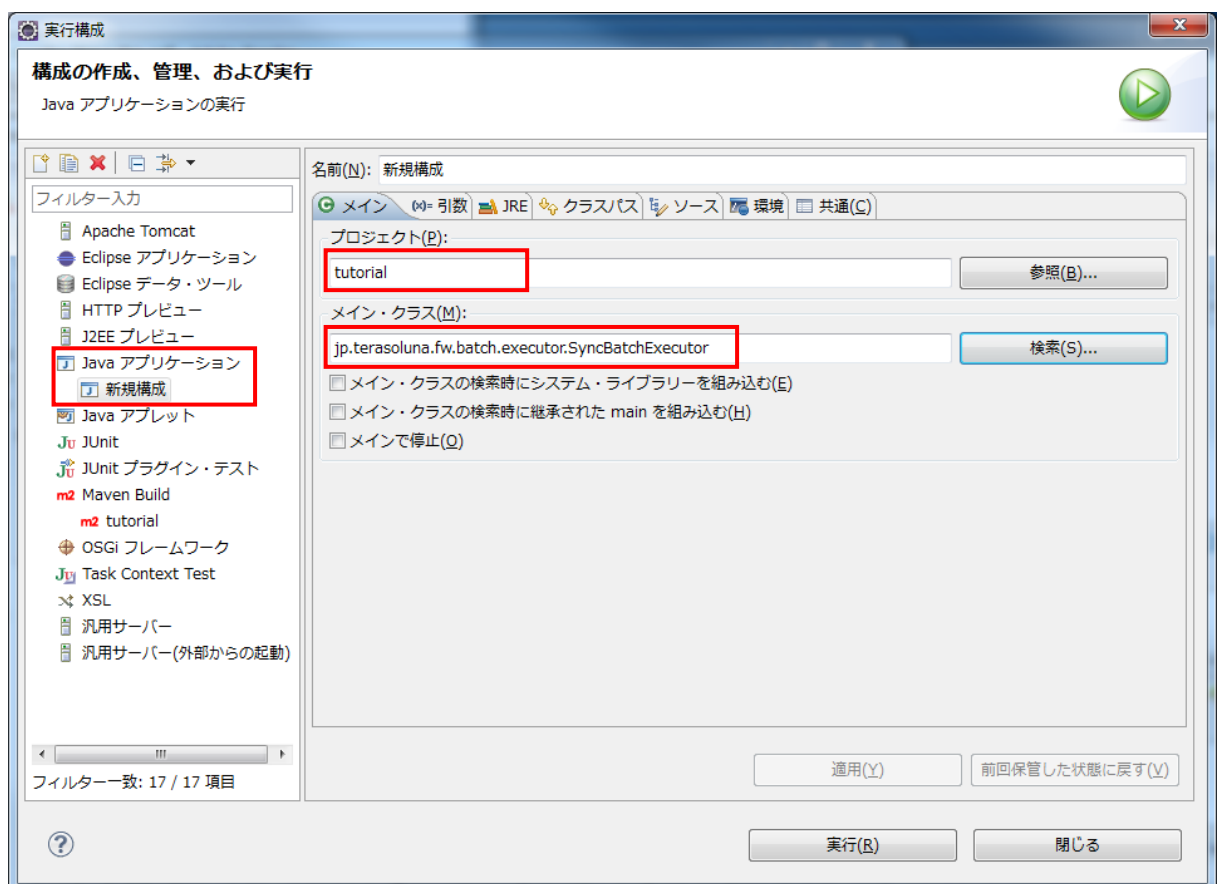 実行構成
構成の作成、管理、および実行
Java アプリケーションの実行
名前(N): 新規構成
フィルター入力
Apache Tomcat
Eclipse アプリケーション
Eclipse データ・ツール
HTTP プレビュー
J2EE プレビュー
Java アプリケーション
新規構成
Java アプレット
JUnit
JUnit プラグイン・テスト
m2 Maven Build
m2 tutorial
OSGi フレームワーク
Task Context Test
XSL
汎用サーバー
汎用サーバー(外部からの起動)
フィルター一致: 17 / 17 項目
メイン (x)= 引数 JRE クラスパス ソース 環境 共通(C)
プロジェクト(P):
tutorial 参照(B)...
メイン・クラス(M):
jp.terasoluna.fw.batch.executor.SyncBatchExecutor 検索(S)...
メイン・クラスの検索時にシステム・ライブラリーを組み込む(E)
メイン・クラスの検索時に継承された main を組み込む(H)
メインで停止(O)
適用(Y) 前回保管した状態に戻す(V)
実行(R) 閉じる